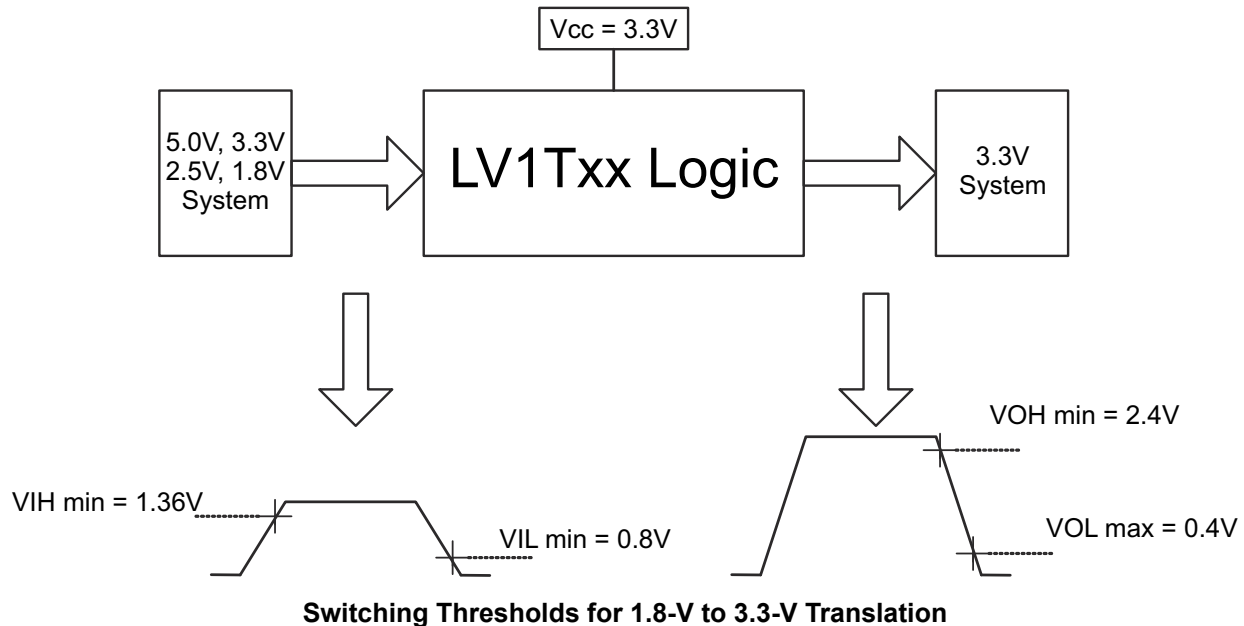 Vcc = 3.3V
5.0V, 3.3V
2.5V, 1.8V
System
LV1Txx Logic
3.3V
System
VIH min = 1.36V
VIL min = 0.8V
VOH min = 2.4V
VOL max = 0.4V
Switching Thresholds for 1.8-V to 3.3-V Translation